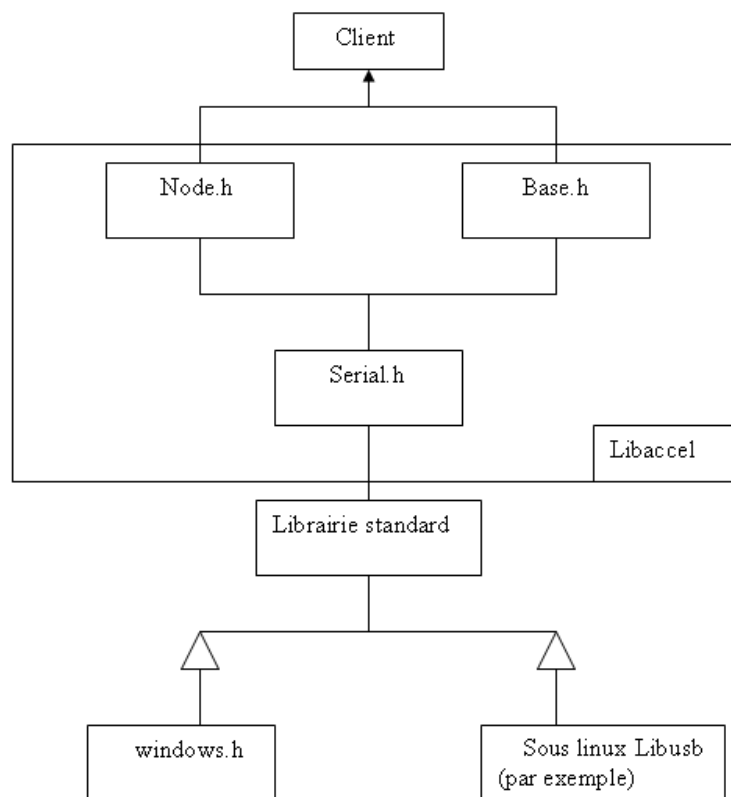 Client
Node.h
Base.h
Serial.h
Libaccel
Librairie standard
windows.h
Sous linux Libusb
(par exemple)